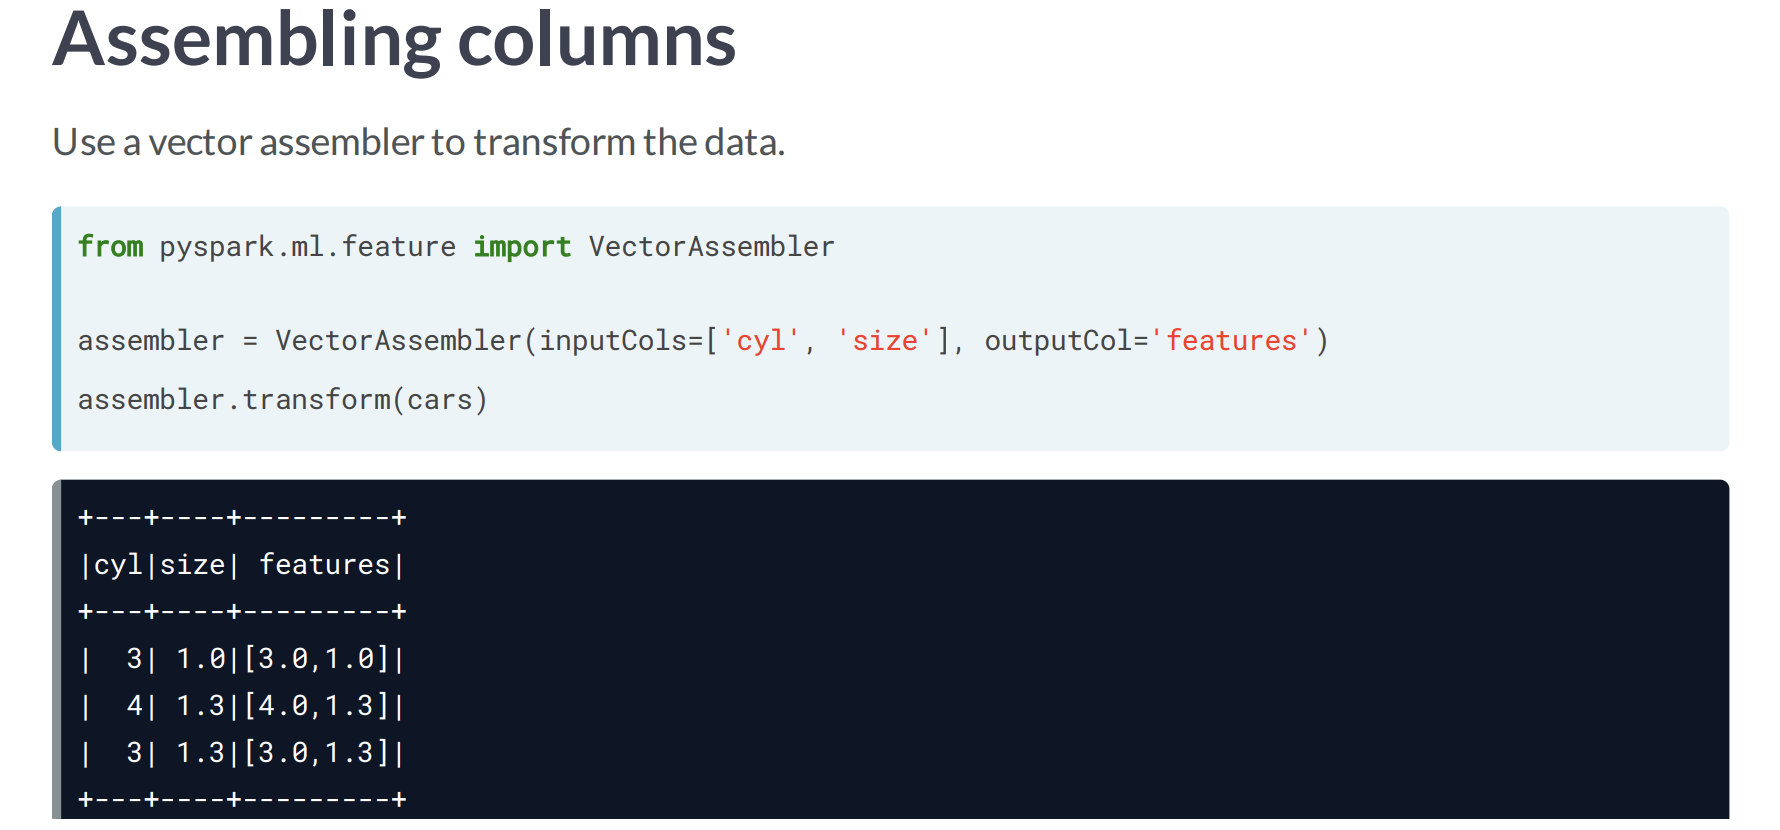 Assembling columns
Use a vector assembler to transform the data.
from pyspark.ml.feature import VectorAssembler
assembler = VectorAssembler(inputCols=['cyl', 'size'], outputCol='features')
assembler.transform(cars)
+---+----+---------+
|cyl|size| features|
+---+----+---------+
|  3| 1.0|[3.0,1.0]|
|  4| 1.3|[4.0,1.3]|
|  3| 1.3|[3.0,1.3]|
+---+----+---------+